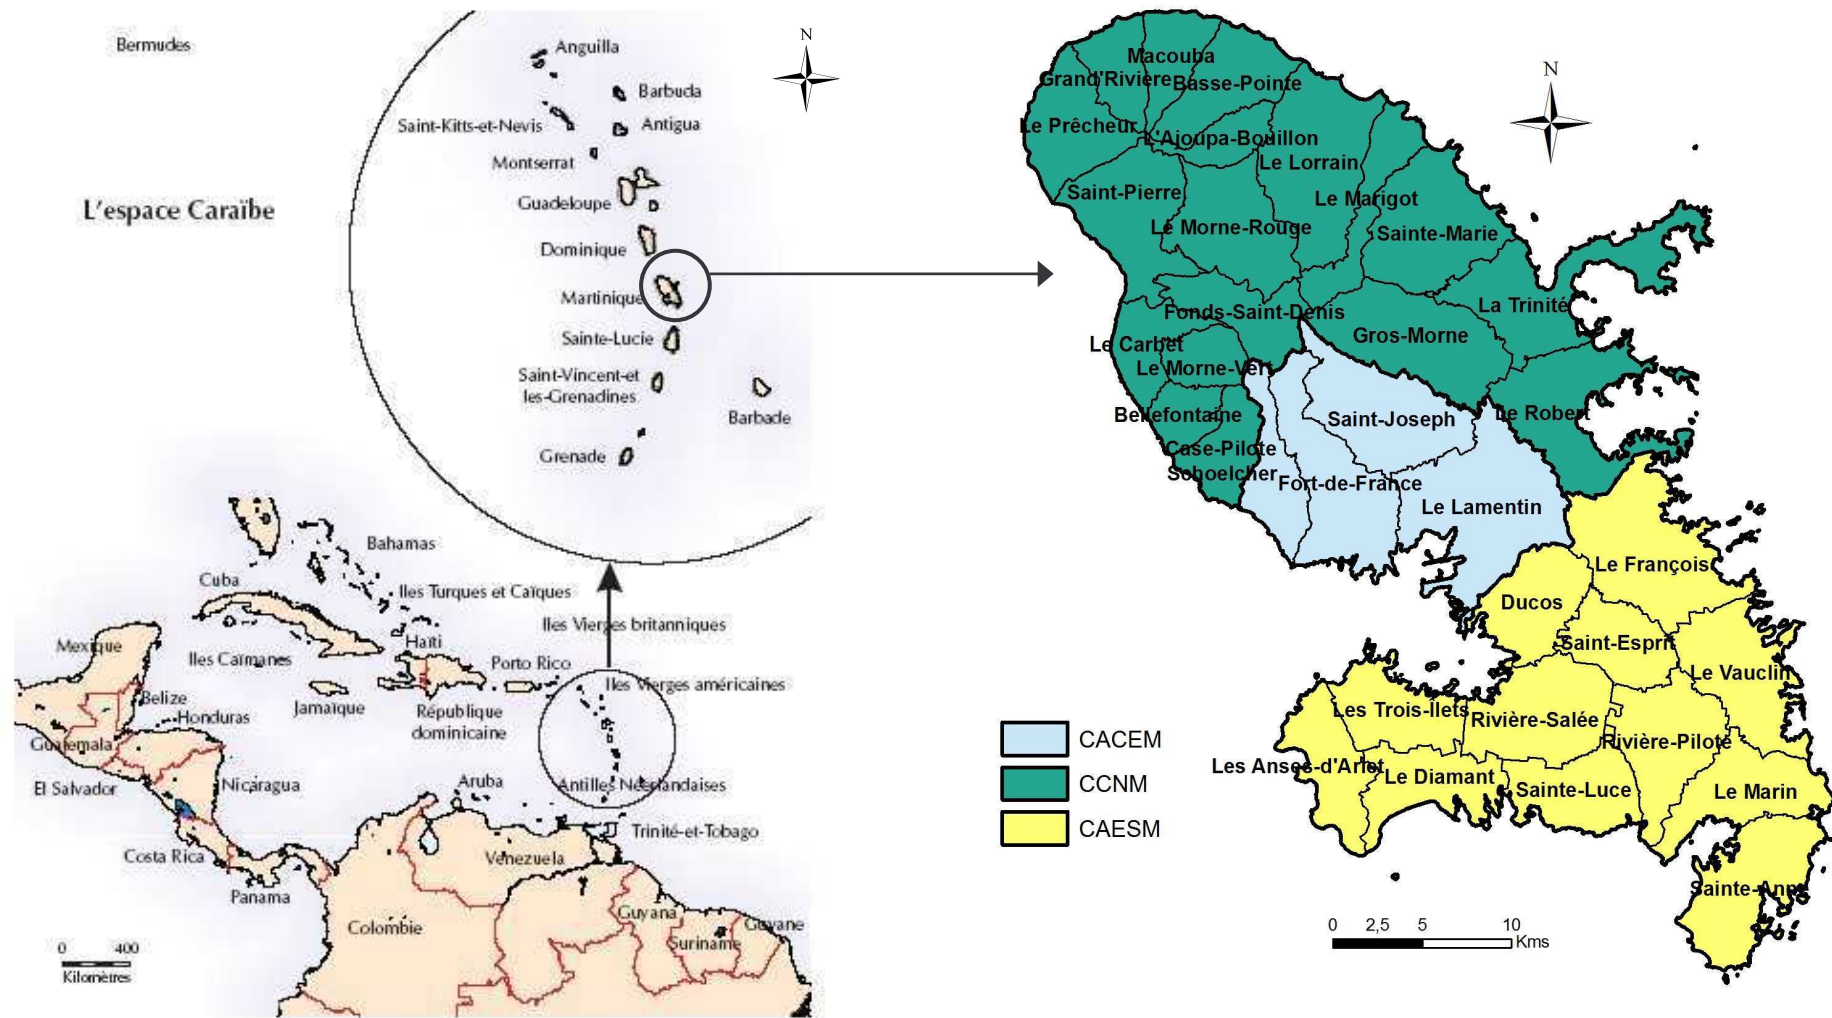 Bermudes
L'espace Caraïbe
N
Anguilla
Barbuda
Saint-Kitts-et-Nevis
Antigua
Montserrat
Guadeloupe
Dominique
Martinique
Sainte-Lucie
Saint-Vincent-et
les-Grenadines
Barbade
Grenade
Bahamas
Cuba
Iles Turques et Caïques
Iles Vierges britanniques
Mexique
Haïti
Iles Caïmanes
Porto Rico
Iles Vierges américaines
Belize
Jamaïque
République
dominicaine
Honduras
Guatemala
El Salvador
Nicaragua
Aruba
Antilles Néerlandaises
Trinité-et-Tobago
Costa Rica
Venezuela
Panama
Colombie
Guyana
Guyane
Suriname
0 400
Kilomètres
N
Macouba
Grand'Rivière
Basse-Pointe
Le Prêcheur
L'Ajoupa-Bouillon
Le Lorrain
Saint-Pierre
Le Marigot
Le Morne-Rouge
Sainte-Marie
Fonds-Saint-Denis
La Trinité
Gros-Morne
Le Carbet
Le Morne-Vert
Bellefontaine
Saint-Joseph
Le Robert
Case-Pilote
Schoelcher
Fort-de-France
Le Lamentin
Le François
Ducos
Saint-Esprit
Le Vauclin
Les Trois-Ilets
Rivière-Salée
Rivière-Pilote
Les Anses-d'Arlet
Le Diamant
Sainte-Luce
Le Marin
Sainte-Anne
CACEM
CCNM
CAESM
0 2,5 5 10
Kms